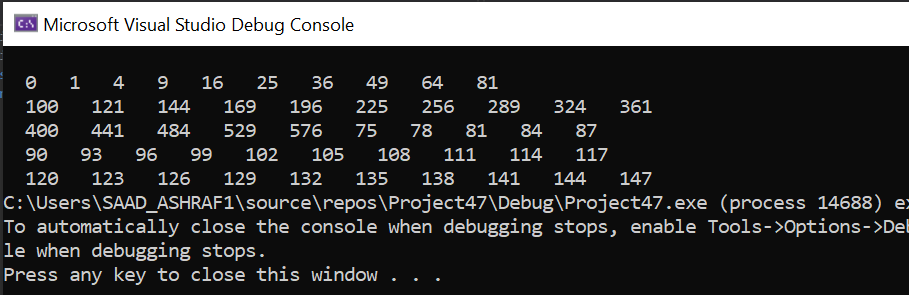 C:\ Microsoft Visual Studio Debug Console
0 1 4 9 16 25 36 49 64 81
100 121 144 169 196 225 256 289 324 361
400 441 484 529 576 75 78 81 84 87
90 93 96 99 102 105 108 111 114 117
120 123 126 129 132 135 138 141 144 147
C:\Users\SAAD_ASHRAF1\source\repos\Project47\Debug\Project47.exe (process 14688) ex
To automatically close the console when debugging stops, enable Tools->Options->Deb
le when debugging stops.
Press any key to close this window . . .